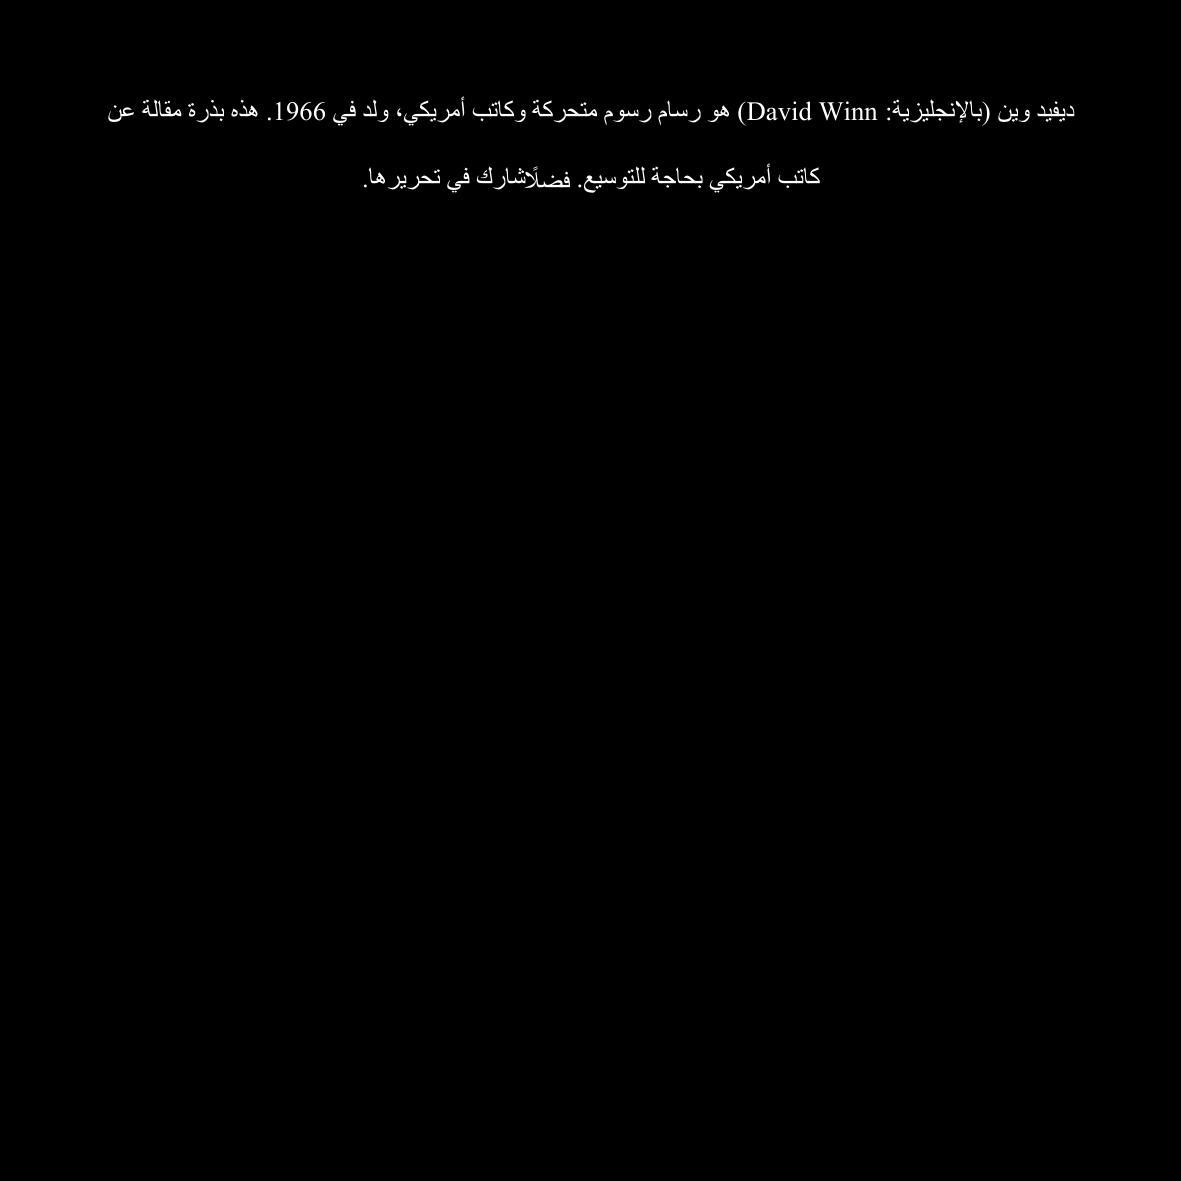 ديفيد وين (بالإنجليزية: David Winn) هو رسام رسوم متحركة وكاتب أمريكي، ولد في 1966. هذه بذرة مقالة عن
كاتب أمريكي بحاجة للتوسيع. فضلًاشارك في تحريرها.